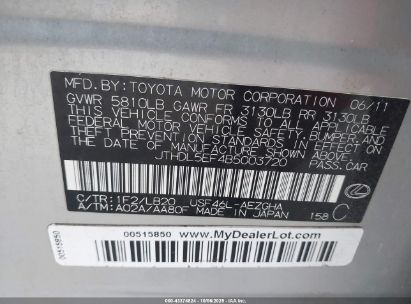 MFD. BY: TOYOTA MOTOR CORPORATION 06/11
GVWR 5810LB GAWR FR 3130LB RR 3130LB
THIS VEHICLE CONFORMS TO ALL APPLICABLE
FEDERAL MOTOR VEHICLE SAFETY, BUMPER AND
THEFT PREVENTION STANDARDS IN EFFECT ON
THE DATE OF MANUFACTURE SHOWN ABOVE.
JTHDL5EF4B5003720 PASS. CAR
C/TR: 1F2/LB20 USF46L-AEZGHA
A/TM: A02A/AA80F MADE IN JAPAN 158 C
00515850
00515850
www.MyDealerLot.com